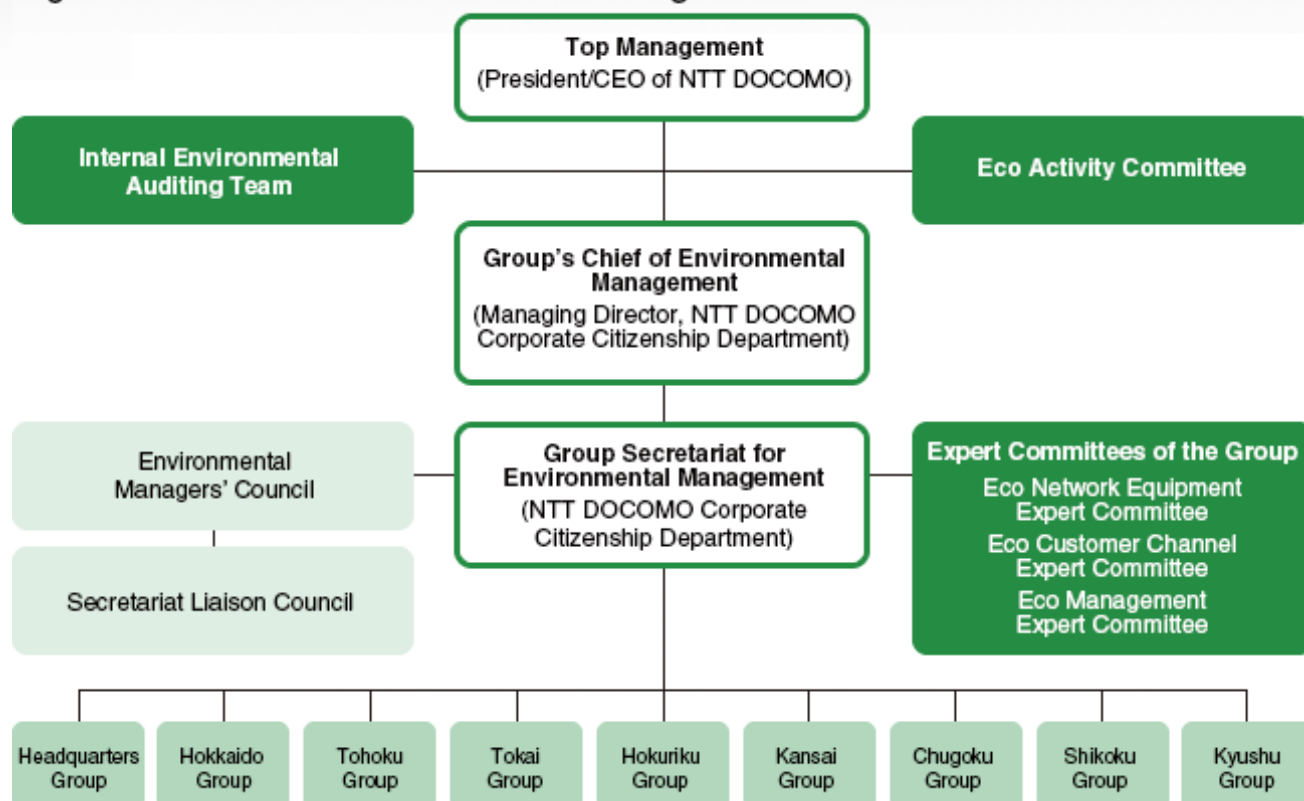 Top Management
(President/CEO of NTT DOCOMO)
Internal Environmental
Auditing Team
Eco Activity Committee
Group's Chief of Environmental
Management
(Managing Director, NTT DOCOMO
Corporate Citizenship Department)
Environmental
Managers' Council
Secretariat Liaison Council
Group Secretariat for
Environmental Management
(NTT DOCOMO Corporate
Citizenship Department)
Expert Committees of the Group
Eco Network Equipment
Expert Committee
Eco Customer Channel
Expert Committee
Eco Management
Expert Committee
Headquarters
Group
Hokkaido
Group
Tohoku
Group
Tokai
Group
Hokuriku
Group
Kansai
Group
Chugoku
Group
Shikoku
Group
Kyushu
Group